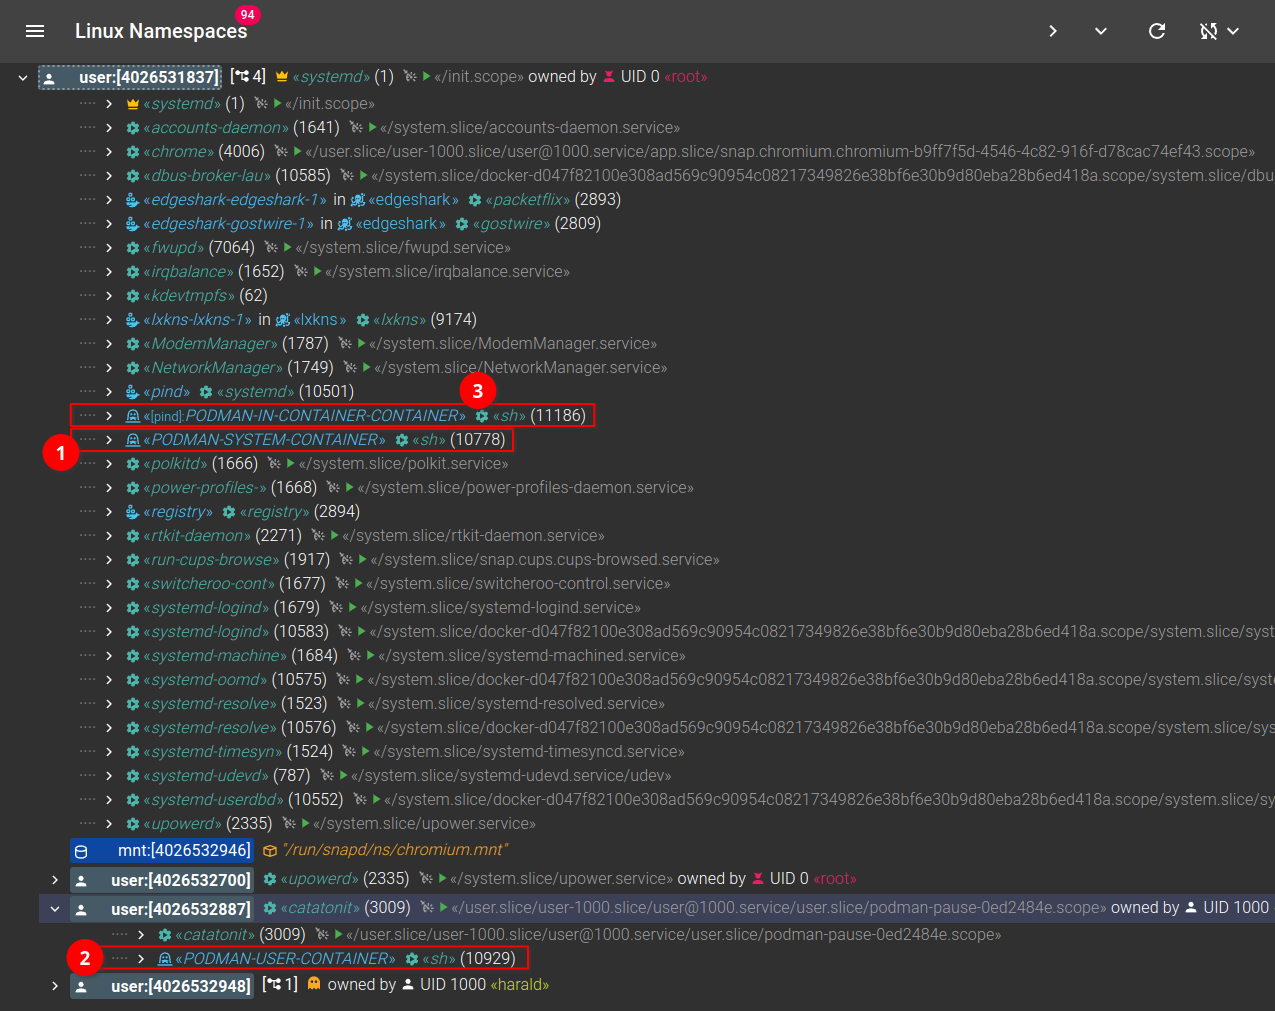 94
Linux Namespaces
user:[4026531837] [4] «systemd» (1) «/init.scope» owned by UID 0 «root»
«systemd» (1) «/init.scope»
«accounts-daemon» (1641) «/system.slice/accounts-daemon.service»
«chrome» (4006) «/user.slice/user-1000.slice/user@1000.service/app.slice/snap.chromium.chromium-b9ff7f5d-4546-4c82-916f-d78cac74ef43.scope»
«dbus-broker-lau» (10585) «/system.slice/docker-d047f82100e308ad569c90954c08217349826e38bf6e30b9d80eba28b6ed418a.scope/system.slice/dbu
«edgeshark-edgeshark-1» in «edgeshark» «packetflix» (2893)
«edgeshark-gostwire-1» in «edgeshark» «gostwire» (2809)
«fwupd» (7064) «/system.slice/fwupd.service»
«irqbalance» (1652) «/system.slice/irqbalance.service»
«kdevtmpfs» (62)
«lxkns-lxkns-1» in «lxkns» «lxkns» (9174)
«ModemManager» (1787) «/system.slice/ModemManager.service»
«NetworkManager» (1749) «/system.slice/NetworkManager.service»
«pind» «systemd» (10501)
3
«[pind]:PODMAN-IN-CONTAINER-CONTAINER» «sh» (11186)
1
«PODMAN-SYSTEM-CONTAINER» «sh» (10778)
«polkitd» (1666) «/system.slice/polkit.service»
«power-profiles-» (1668) «/system.slice/power-profiles-daemon.service»
«registry» «registry» (2894)
«rtkit-daemon» (2271) «/system.slice/rtkit-daemon.service»
«run-cups-browse» (1917) «/system.slice/snap.cups.cups-browsed.service»
«switcheroo-cont» (1677) «/system.slice/switcheroo-control.service»
«systemd-logind» (1679) «/system.slice/systemd-logind.service»
«systemd-logind» (10583) «/system.slice/docker-d047f82100e308ad569c90954c08217349826e38bf6e30b9d80eba28b6ed418a.scope/system.slice/syst
«systemd-machine» (1684) «/system.slice/systemd-machined.service»
«systemd-oomd» (10575) «/system.slice/docker-d047f82100e308ad569c90954c08217349826e38bf6e30b9d80eba28b6ed418a.scope/system.slice/syste
«systemd-resolve» (1523) «/system.slice/systemd-resolved.service»
«systemd-resolve» (10576) «/system.slice/docker-d047f82100e308ad569c90954c08217349826e38bf6e30b9d80eba28b6ed418a.scope/system.slice/sys
«systemd-timesyn» (1524) «/system.slice/systemd-timesyncd.service»
«systemd-udevd» (787) «/system.slice/systemd-udevd.service/udev»
«systemd-userdbd» (10552) «/system.slice/docker-d047f82100e308ad569c90954c08217349826e38bf6e30b9d80eba28b6ed418a.scope/system.slice/sy
«upowerd» (2335) «/system.slice/upower.service»
mnt:[4026532946] "/run/snapd/ns/chromium.mnt"
user:[4026532700] «upowerd» (2335) «/system.slice/upower.service» owned by UID 0 «root»
user:[4026532887] «catatonit» (3009) «/user.slice/user-1000.slice/user@1000.service/user.slice/podman-pause-0ed2484e.scope» owned by UID 1000
«catatonit» (3009) «/user.slice/user-1000.slice/user@1000.service/user.slice/podman-pause-0ed2484e.scope»
2
«PODMAN-USER-CONTAINER» «sh» (10929)
user:[4026532948] [1] owned by UID 1000 «harald»